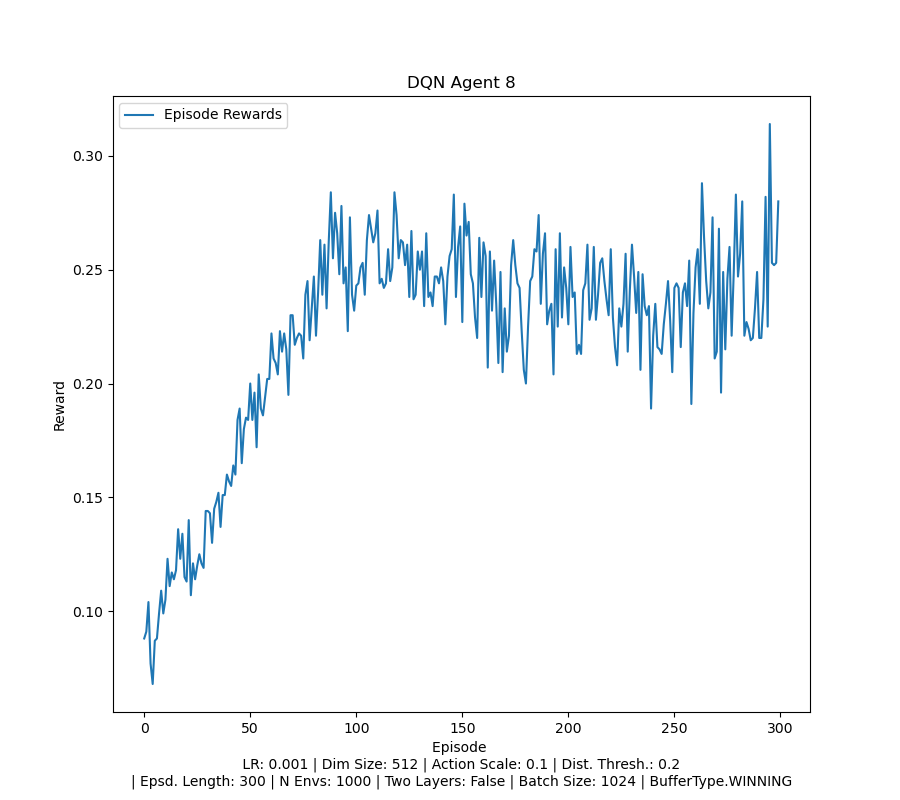 DQN Agent 8
Episode Rewards
0.30
0.25
0.20
0.15
0.10
Reward
0 50 100 150 200 250 300
Episode
LR: 0.001 | Dim Size: 512 | Action Scale: 0.1 | Dist. Thresh.: 0.2
| Epsd. Length: 300 | N Envs: 1000 | Two Layers: False | Batch Size: 1024 | BufferType.WINNING